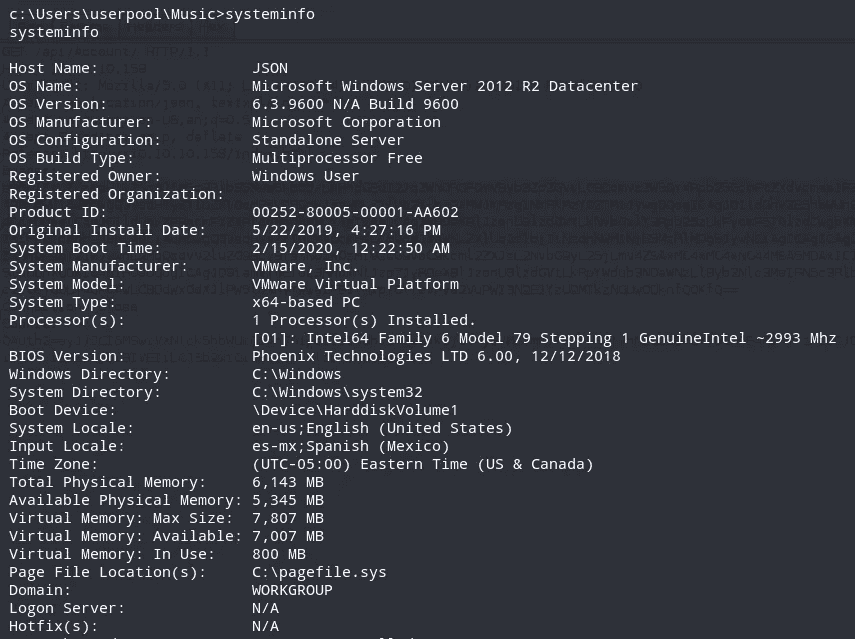 c:\Users\userpool\Music>systeminfo
systeminfo
Host Name: JSON
OS Name: Microsoft Windows Server 2012 R2 Datacenter
OS Version: 6.3.9600 N/A Build 9600
OS Manufacturer: Microsoft Corporation
OS Configuration: Standalone Server
OS Build Type: Multiprocessor Free
Registered Owner: Windows User
Registered Organization:
Product ID: 00252-80005-00001-AA602
Original Install Date: 5/22/2019, 4:27:16 PM
System Boot Time: 2/15/2020, 12:22:50 AM
System Manufacturer: VMware, Inc.
System Model: VMware Virtual Platform
System Type: x64-based PC
Processor(s): 1 Processor(s) Installed.
[01]: Intel64 Family 6 Model 79 Stepping 1 GenuineIntel ~2993 Mhz
BIOS Version: Phoenix Technologies LTD 6.00, 12/12/2018
Windows Directory: C:\Windows
System Directory: C:\Windows\system32
Boot Device: \Device\HarddiskVolume1
System Locale: en-us;English (United States)
Input Locale: es-mx;Spanish (Mexico)
Time Zone: (UTC-05:00) Eastern Time (US & Canada)
Total Physical Memory: 6,143 MB
Available Physical Memory: 5,345 MB
Virtual Memory: Max Size: 7,807 MB
Virtual Memory: Available: 7,007 MB
Virtual Memory: In Use: 800 MB
Page File Location(s): C:\pagefile.sys
Domain: WORKGROUP
Logon Server: N/A
Hotfix(s): N/A